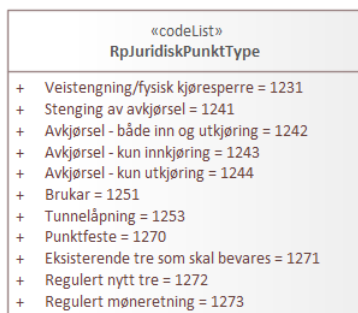 «codeList»
RpJuridiskPunktType
+ Veistengning/fysisk kjøresperre = 1231
+ Stenging av avkjørsel = 1241
+ Avkjørsel - både inn og utkjøring = 1242
+ Avkjørsel - kun innkjøring = 1243
+ Avkjørsel - kun utkjøring = 1244
+ Brukar = 1251
+ Tunnelåpning = 1253
+ Punktfeste = 1270
+ Eksisterende tre som skal bevares = 1271
+ Regulert nytt tre = 1272
+ Regulert møneretning = 1273